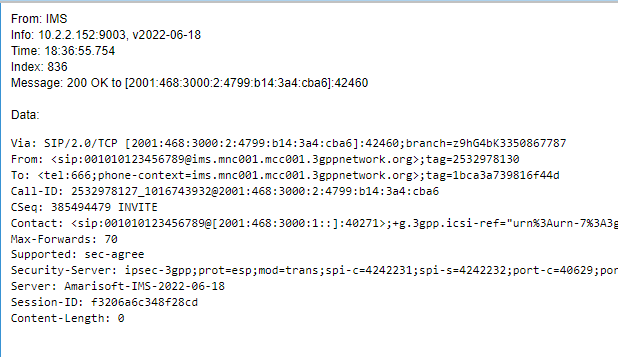 From: IMS
Info: 10.2.2.152:9003, v2022-06-18
Time: 18:36:55.754
Index: 836
Message: 200 OK to [2001:468:3000:2:4799:b14:3a4:cba6]:42460
Data:
Via: SIP/2.0/TCP [2001:468:3000:2:4799:b14:3a4:cba6]:42460;branch=z9hG4bK3350867787
From: <sip:001010123456789@ims.mnc001.mcc001.3gppnetwork.org>;tag=2532978130
To: <tel:666;phone-context=ims.mnc001.mcc001.3gppnetwork.org>;tag=1bca3a739816f44d
Call-ID: 2532978127_1016743932@2001:468:3000:2:4799:b14:3a4:cba6
CSeq: 385494479 INVITE
Contact: <sip:001010123456789@[2001:468:3000:1::]:40271>;+g.3gpp.icsi-ref="urn%3Aurn-7%3A3g
Max-Forwards: 70
Supported: sec-agree
Security-Server: ipsec-3gpp;prot=esp;mod=trans;spi-c=4242231;spi-s=4242232;port-c=40629;por
Server: Amarisoft-IMS-2022-06-18
Session-ID: f3206a6c348f28cd
Content-Length: 0